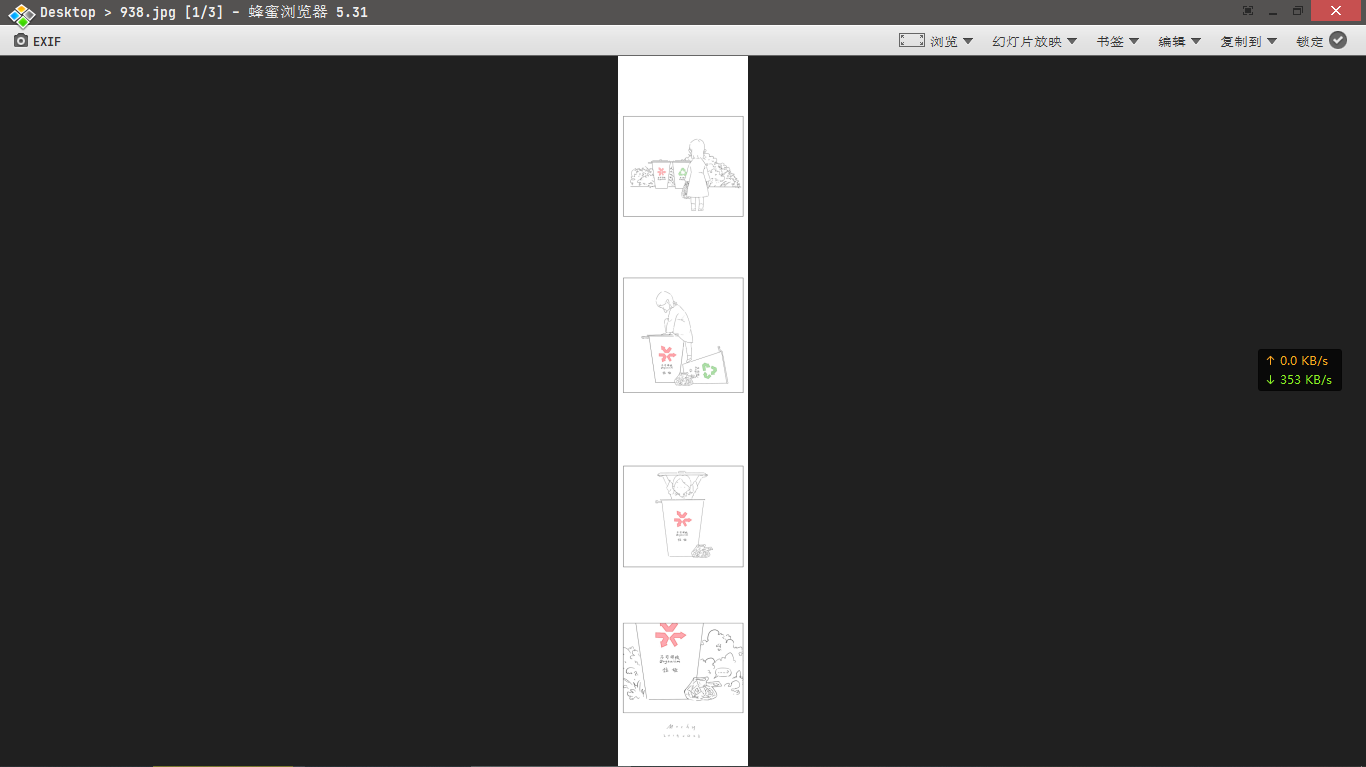 Desktop > 938.jpg [1/3] - 蜂蜜浏览器 5.31
EXIF
浏览
幻灯片放映
书签
编辑
复制到
锁定
↑ 0.0 KB/s
↓ 353 KB/s